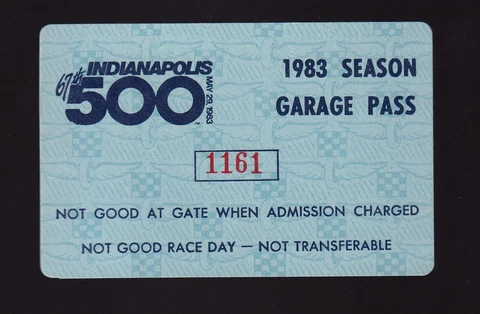 67th INDIANAPOLIS
500
MAY 29, 1983
1983 SEASON
GARAGE PASS
1161
NOT GOOD AT GATE WHEN ADMISSION CHARGED
NOT GOOD RACE DAY — NOT TRANSFERABLE